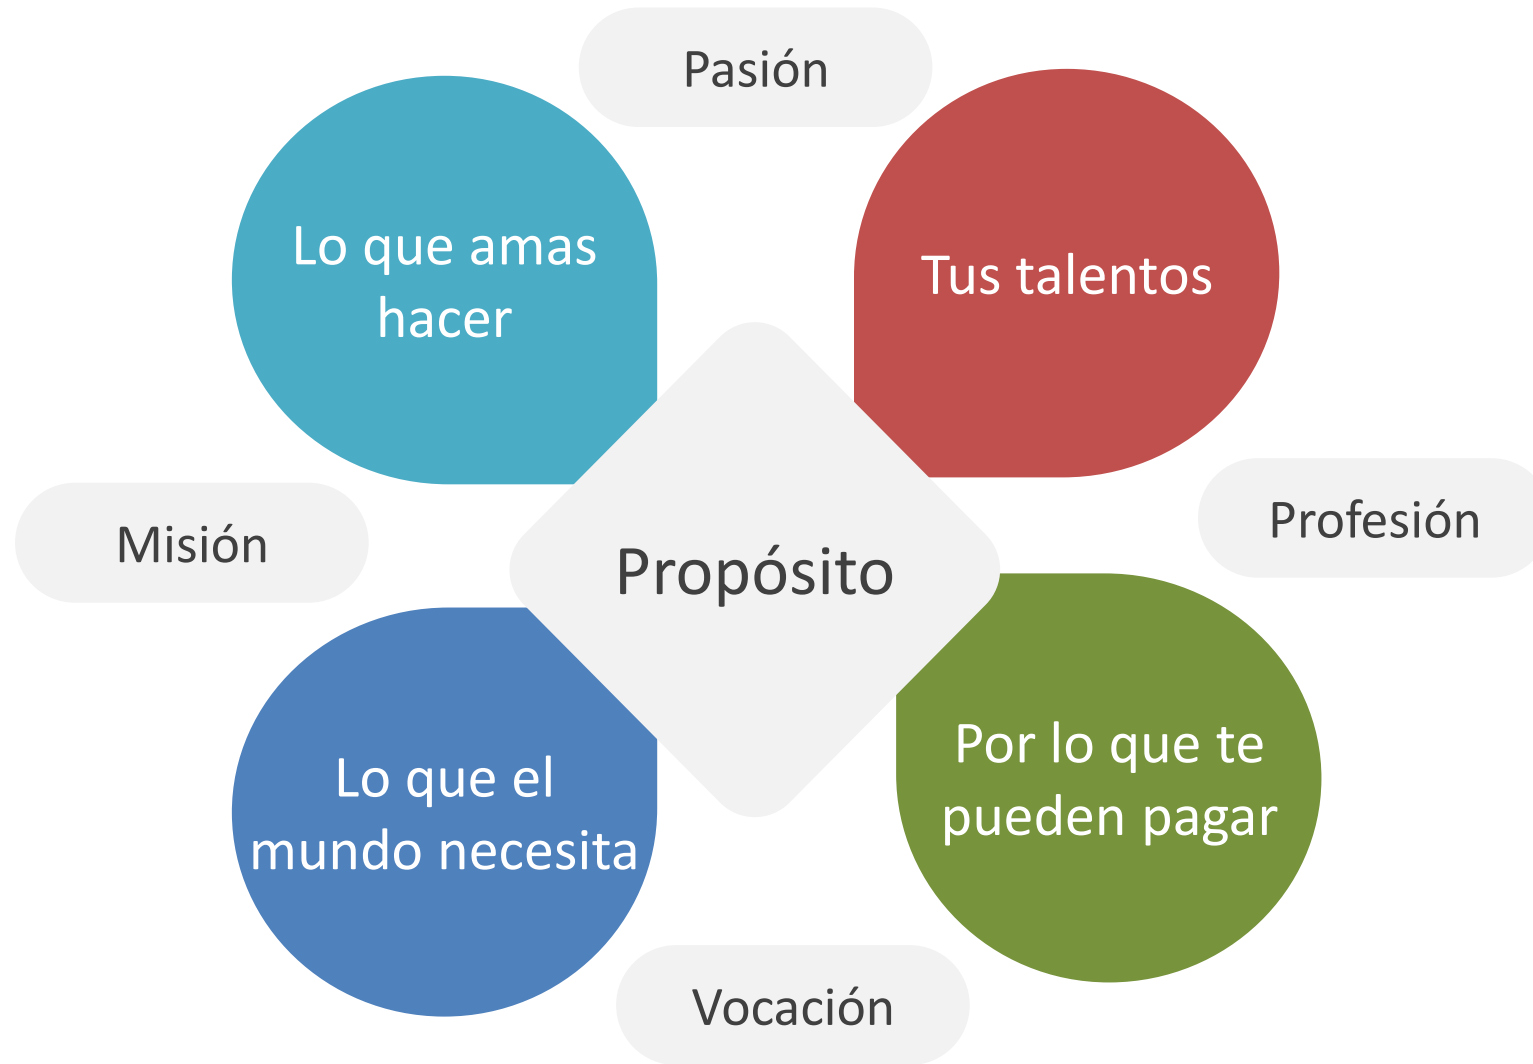 Pasión
Lo que amas
hacer
Tus talentos
Misión
Propósito
Profesión
Lo que el
mundo necesita
Por lo que te
pueden pagar
Vocación